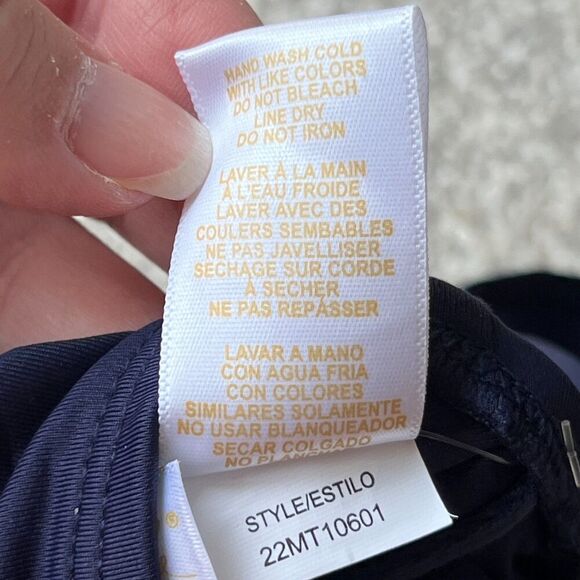 HAND WASH COLD
WITH LIKE COLORS
DO NOT BLEACH
LINE DRY
DO NOT IRON
LAVER À LA MAIN
À L'EAU FROIDE
LAVER AVEC DES
COULERS SEMBABLES
NE PAS JAVELLISER
SECHAGE SUR CORDE
À SECHER
NE PAS REPASSER
LAVAR A MANO
CON AGUA FRIA
CON COLORES
SIMILARES SOLAMENTE
NO USAR BLANQUEADOR
SECAR COLGADO
NO
STYLE/ESTILO
22MT10601
®